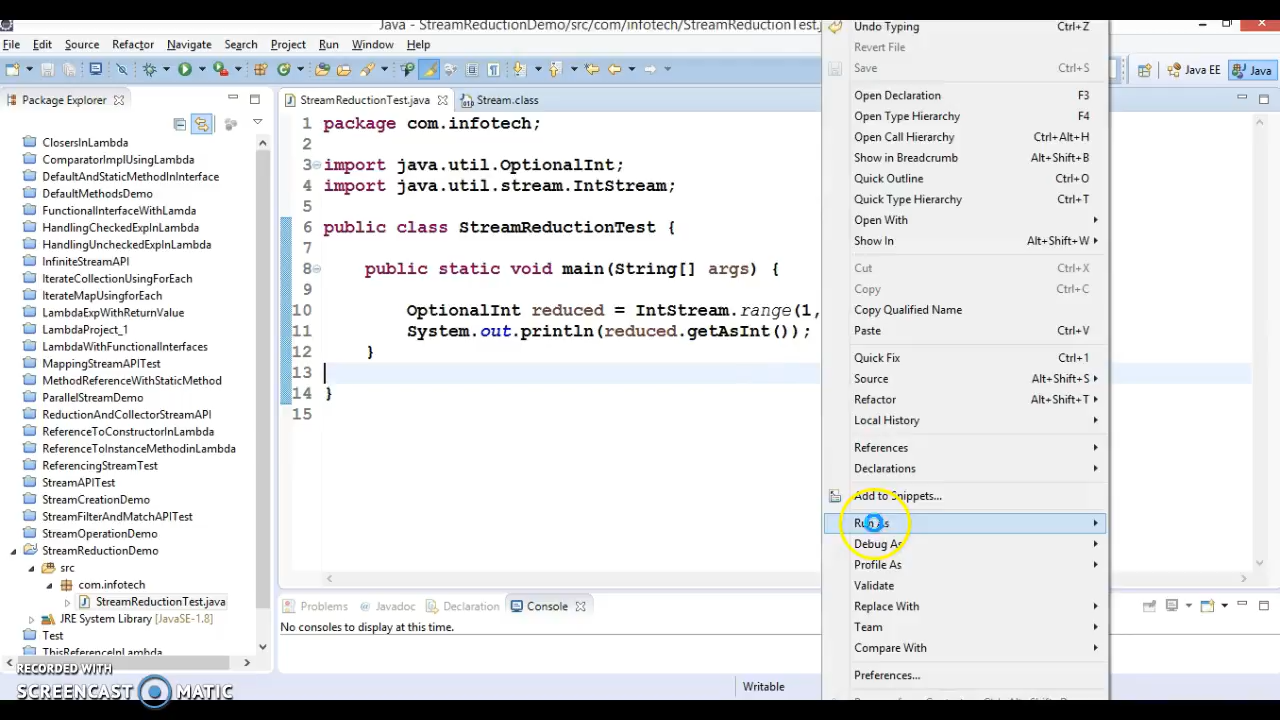 Java - StreamReductionDemo/src/com/infotech/StreamReductionTest.j
File Edit Source Refactor Navigate Search Project Run Window Help
Java EE Java
Package Explorer
ClosersInLambda
ComparatorImplUsingLambda
DefaultAndStaticMethodInInterface
DefaultMethodsDemo
FunctionalInterfaceWithLamda
HandlingCheckedExpInLambda
HandlingUncheckedExpInLambda
InfiniteStreamAPI
IterateCollectionUsingForEach
IterateMapUsingforEach
LambdaExpWithReturnValue
LambdaProject_1
LambdaWithFunctionalInterfaces
MappingStreamAPITest
MethodReferenceWithStaticMethod
ParallelStreamDemo
ReductionAndCollectorStreamAPI
ReferenceToConstructorInLambda
ReferenceToInstanceMethodinLambda
ReferencingStreamTest
StreamAPITest
StreamCreationDemo
StreamFilterAndMatchAPITest
StreamOperationDemo
StreamReductionDemo
src
com.infotech
StreamReductionTest.java
JRE System Library [JavaSE-1.8]
Test
ThisReferenceInLambda
StreamReductionTest.java Stream.class
1 package com.infotech;
2
3 import java.util.OptionalInt;
4 import java.util.stream.IntStream;
5
6 public class StreamReductionTest {
7
8 public static void main(String[] args) {
9
10 OptionalInt reduced = IntStream.range(1,
11 System.out.println(reduced.getAsInt());
12 }
13
14 }
15
Problems Javadoc Declaration Console
No consoles to display at this time.
Writable
Undo Typing Ctrl+Z
Revert File
Save Ctrl+S
Open Declaration F3
Open Type Hierarchy F4
Open Call Hierarchy Ctrl+Alt+H
Show in Breadcrumb Alt+Shift+B
Quick Outline Ctrl+O
Quick Type Hierarchy Ctrl+T
Open With
Show In Alt+Shift+W
Cut Ctrl+X
Copy Ctrl+C
Copy Qualified Name
Paste Ctrl+V
Quick Fix Ctrl+1
Source Alt+Shift+S
Refactor Alt+Shift+T
Local History
References
Declarations
Add to Snippets...
Run As
Debug As
Profile As
Validate
Replace With
Team
Compare With
Preferences...
RECORDED WITH
SCREENCAST MATIC